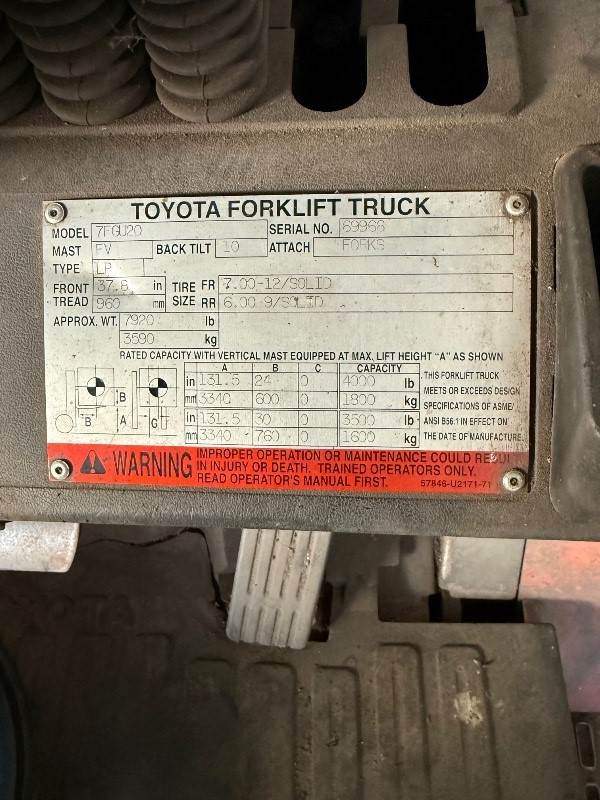 TOYOTA FORKLIFT TRUCK
MODEL 7FGU20 SERIAL NO. 69966
MAST FV BACK TILT 10 ATTACH FORKS
TYPE LP
FRONT 37.8 in TIRE FR 7.00-12/SOLID
TREAD 960 mm SIZE RR 6.00-9/SOLID
APPROX. WT. 7920 lb
3590 kg
RATED CAPACITY WITH VERTICAL MAST EQUIPPED AT MAX. LIFT HEIGHT "A" AS SHOWN
A B C CAPACITY
in 131.5 24 0 4000 lb
mm 3340 600 0 1800 kg
in 131.5 30 0 3500 lb
mm 3340 760 0 1600 kg
B B A G
THIS FORKLIFT TRUCK
MEETS OR EXCEEDS DESIGN
SPECIFICATIONS OF ASME/
ANSI B56.1 IN EFFECT ON
THE DATE OF MANUFACTURE.
WARNING
IMPROPER OPERATION OR MAINTENANCE COULD RESULT
IN INJURY OR DEATH. TRAINED OPERATORS ONLY.
READ OPERATOR'S MANUAL FIRST. 57846-U2171-71
TOYOTA